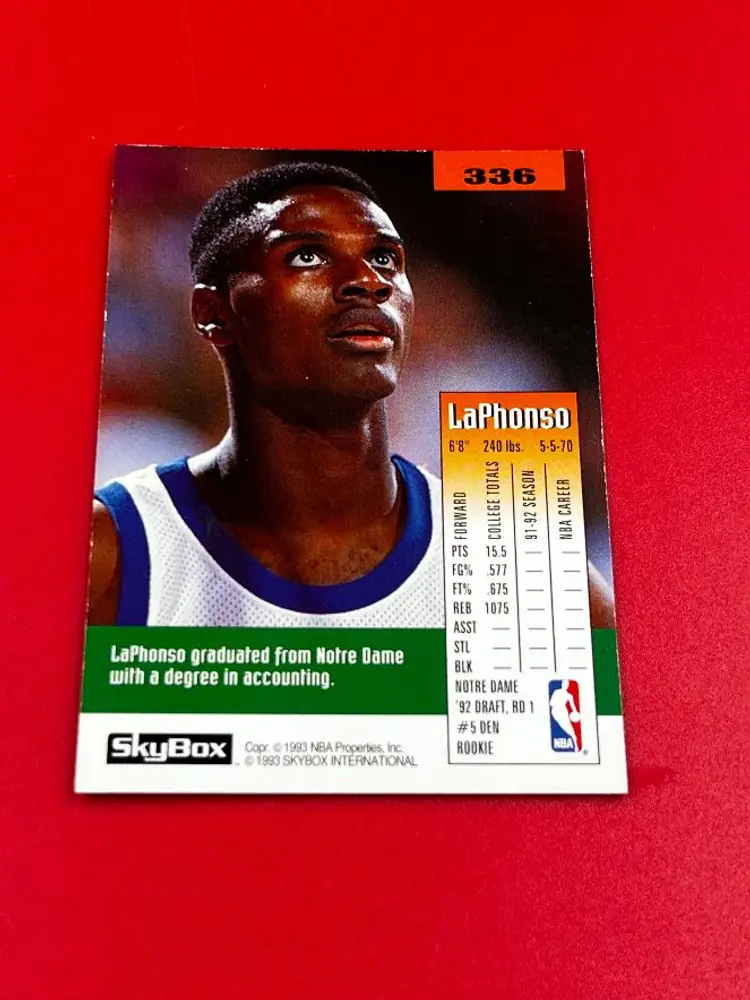 336
LaPhonso
6'8" 240 lbs. 5-5-70
FORWARD COLLEGE TOTALS 91-92 SEASON NBA CAREER
PTS 15.5 — —
FG% .577 — —
FT% .675 — —
REB 1075 — —
ASST — — —
STL — — —
BLK — — —
NOTRE DAME
'92 DRAFT, RD 1
#5 DEN
ROOKIE
NBA
LaPhonso graduated from Notre Dame
with a degree in accounting.
SkyBox
Copr. © 1993 NBA Properties, Inc.
© 1993 SKYBOX INTERNATIONAL